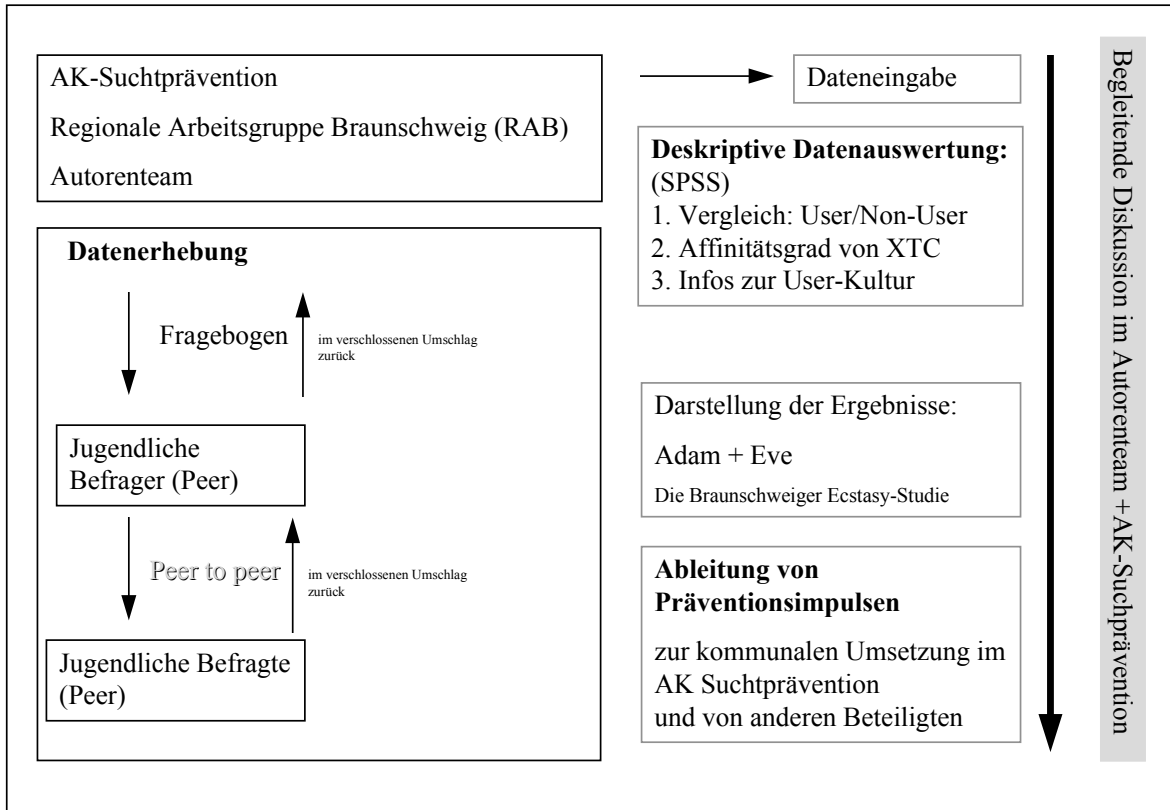 AK-Suchtprävention
Regionale Arbeitsgruppe Braunschweig (RAB)
Autorenteam
Datenerhebung
Fragebogen
im verschlossenen Umschlag
zurück
Jugendliche
Befrager (Peer)
Peer to peer
im verschlossenen Umschlag
zurück
Jugendliche Befragte
(Peer)
Dateneingabe
Deskriptive Datenauswertung:
(SPSS)
1. Vergleich: User/Non-User
2. Affinitätsgrad von XTC
3. Infos zur User-Kultur
Darstellung der Ergebnisse:
Adam + Eve
Die Braunschweiger Ecstasy-Studie
Ableitung von
Präventionsimpulsen
zur kommunalen Umsetzung im
AK Suchtprävention
und von anderen Beteiligten
Begleitende Diskussion im Autorenteam +AK-Suchprävention